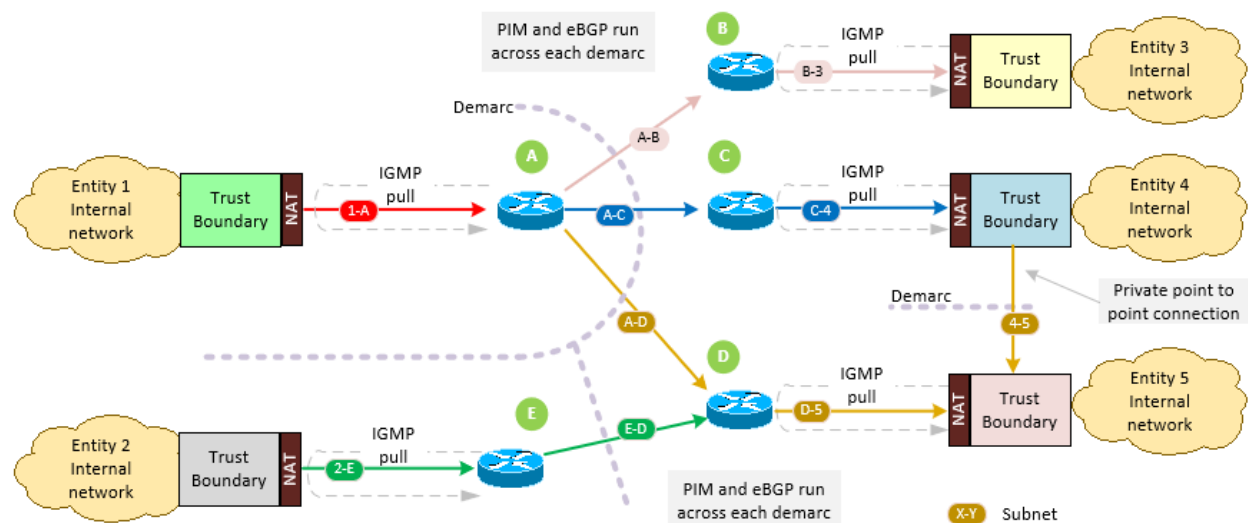 PIM and eBGP run
across each demarc
B
IGMP
pull
B-3
NAT
Trust
Boundary
Entity 3
Internal
network
Demarc
A-B
A
C
Entity 1
Internal
network
Trust
Boundary
NAT
IGMP
pull
1-A
A-C
IGMP
pull
C-4
NAT
Trust
Boundary
Entity 4
Internal
network
Demarc
Private point to
point connection
4-5
A-D
D
Entity 2
Internal
network
Trust
Boundary
NAT
IGMP
pull
2-E
E
E-D
IGMP
pull
D-5
NAT
Trust
Boundary
Entity 5
Internal
network
PIM and eBGP run
across each demarc
X-Y
Subnet